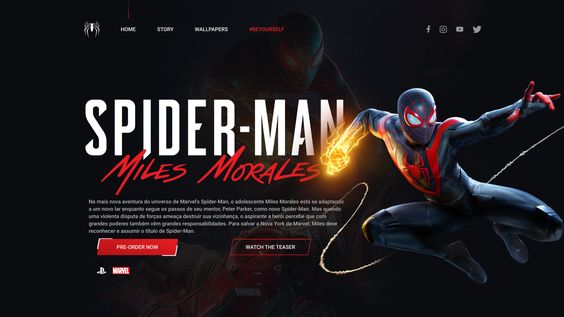 HOME STORY WALLPAPERS #BEYOURSELF
SPIDER-MAN
MILES MORALES
Na mais nova aventura do universo de Marvel's Spider-Man, o adolescente Miles Morales está se adaptando
a um novo lar enquanto segue os passos de seu mentor, Peter Parker, como novo Spider-Man. Mas quando
uma violenta disputa de forças ameaça destruir sua vizinhança, o aspirante a herói percebe que com
grandes poderes também vêm grandes responsabilidades. Para salvar a Nova York da Marvel, Miles deve
reconhecer e assumir o título de Spider-Man.
PRE-ORDER NOW WATCH THE TEASER
MARVEL